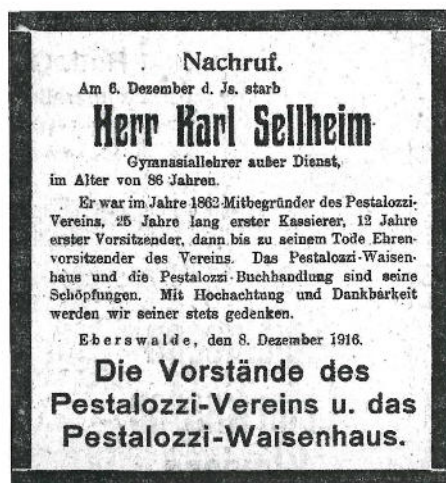 Nachruf.
Am 6. Dezember d. Js. starb
Herr Karl Sellheim
Gymnasiallehrer außer Dienst,
im Alter von 86 Jahren.
Er war im Jahre 1862 Mitbegründer des Pestalozzi-
Vereins, 25 Jahre lang erster Kassierer, 12 Jahre
erster Vorsitzender, dann bis zu seinem Tode Ehren-
vorsitzender des Vereins. Das Pestalozzi-Waisen-
haus und die Pestalozzi-Buchhandlung sind seine
Schöpfungen. Mit Hochachtung und Dankbarkeit
werden wir seiner stets gedenken.
Eberswalde, den 8. Dezember 1916.
Die Vorstände des
Pestalozzi-Vereins u. das
Pestalozzi-Waisenhaus.